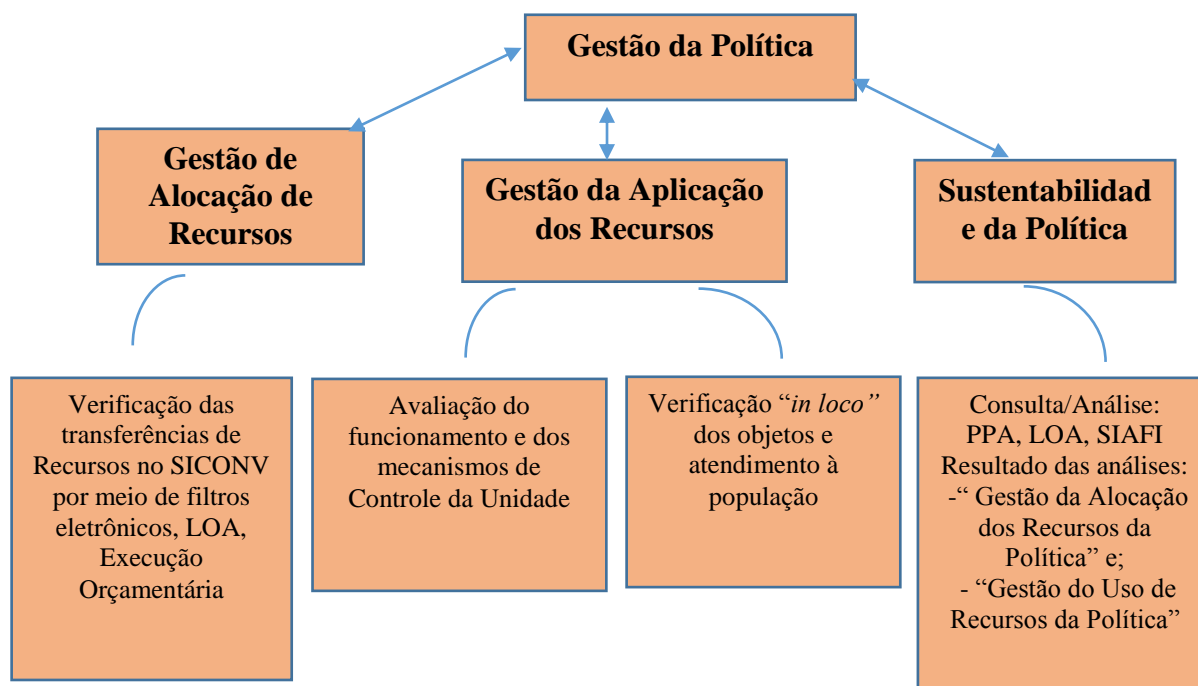 Gestão da Política
Gestão de
Alocação de
Recursos
Gestão da Aplicação
dos Recursos
Sustentabilidad
e da Política
Verificação das
transferências de
Recursos no SICONV
por meio de filtros
eletrônicos, LOA,
Execução
Orçamentária
Avaliação do
funcionamento e dos
mecanismos de
Controle da Unidade
Verificação “in loco”
dos objetos e
atendimento à
população
Consulta/Análise:
PPA, LOA, SIAFI
Resultado das análises:
-“ Gestão da Alocação
dos Recursos da
Política” e;
- “Gestão do Uso de
Recursos da Política”